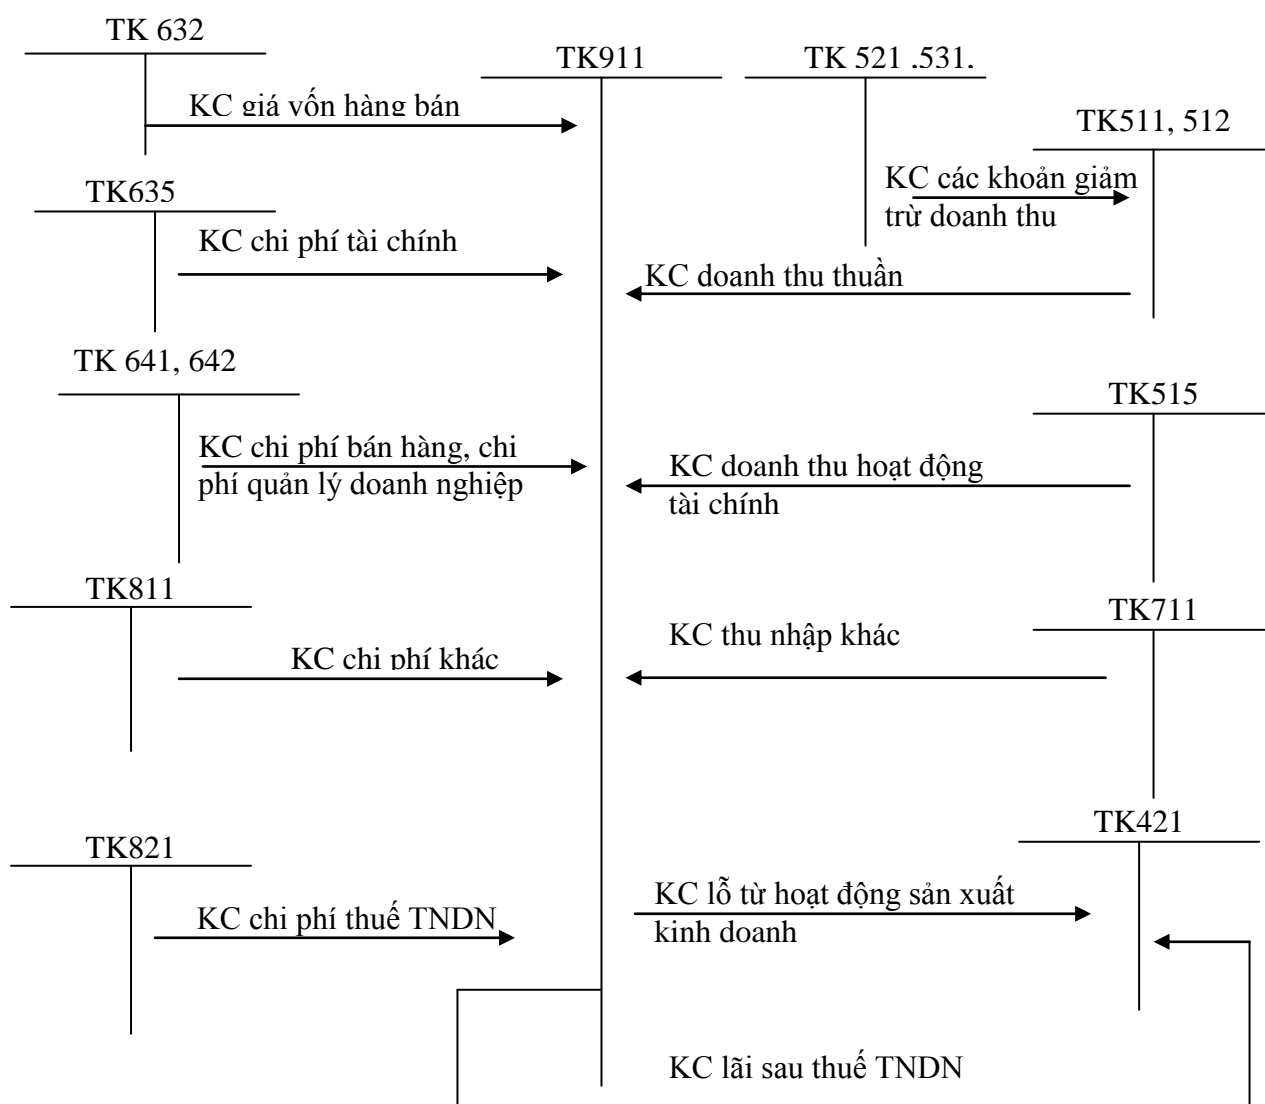 TK 632
TK911
TK 521 ,531,
KC giá vốn hàng bán
TK511, 512
TK635
KC các khoản giảm
trừ doanh thu
KC chi phí tài chính
KC doanh thu thuần
TK 641, 642
TK515
KC chi phí bán hàng, chi
phí quản lý doanh nghiệp
KC doanh thu hoạt động
tài chính
TK811
TK711
KC thu nhập khác
KC chi phí khác
TK421
TK821
KC lỗ từ hoạt động sản xuất
kinh doanh
KC chi phí thuế TNDN
KC lãi sau thuế TNDN